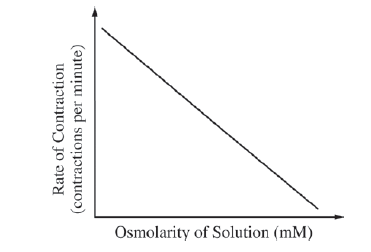 Rate of Contraction
(contractions per minute)
Osmolarity of Solution (mM)